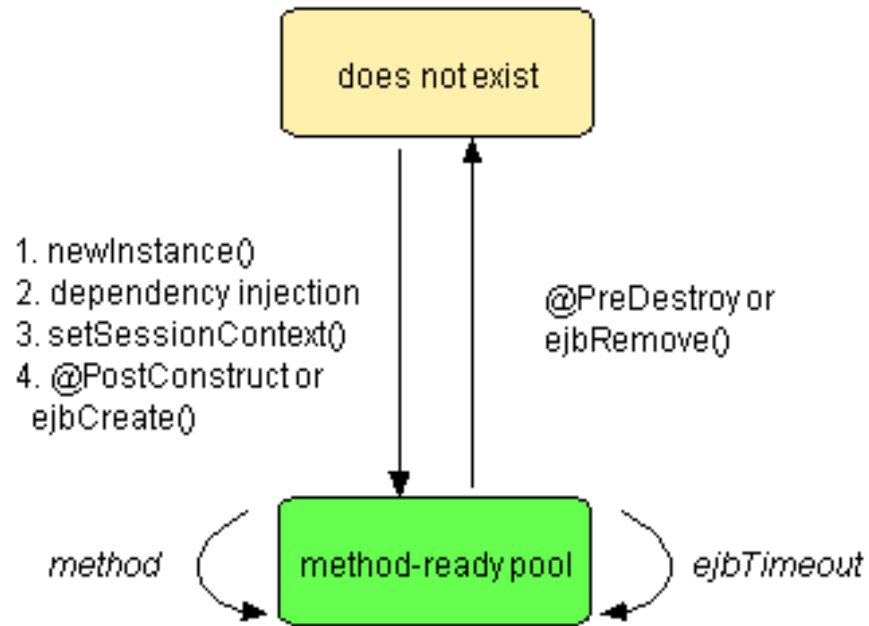 does not exist
1. newInstance()
2. dependency injection
3. setSessionContext()
4. @PostConstruct or
ejbCreate()
@PreDestroy or
ejbRemove()
method
method-ready pool
ejbTimeout